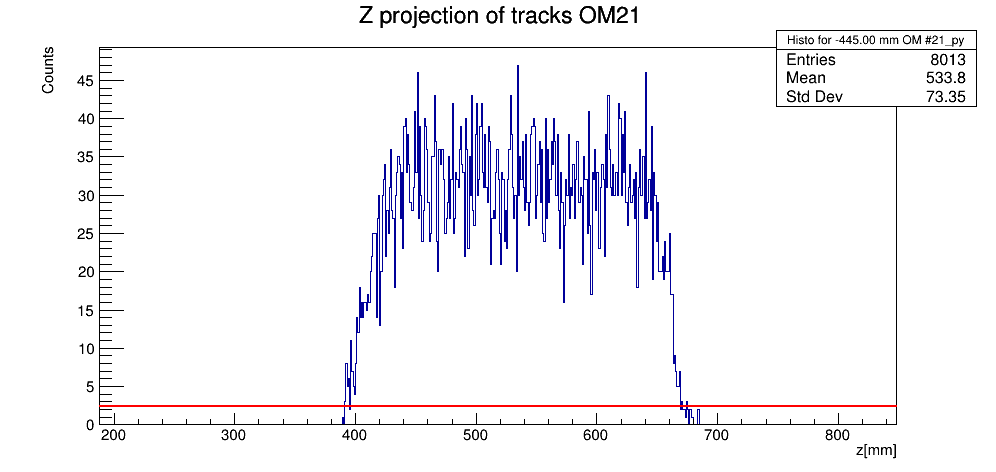 Z projection of tracks OM21
Histo for -445.00 mm OM #21_py
Entries 8013
Mean 533.8
Std Dev 73.35
Counts
45
40
35
30
25
20
15
10
5
0
200 300 400 500 600 700 800
z[mm]